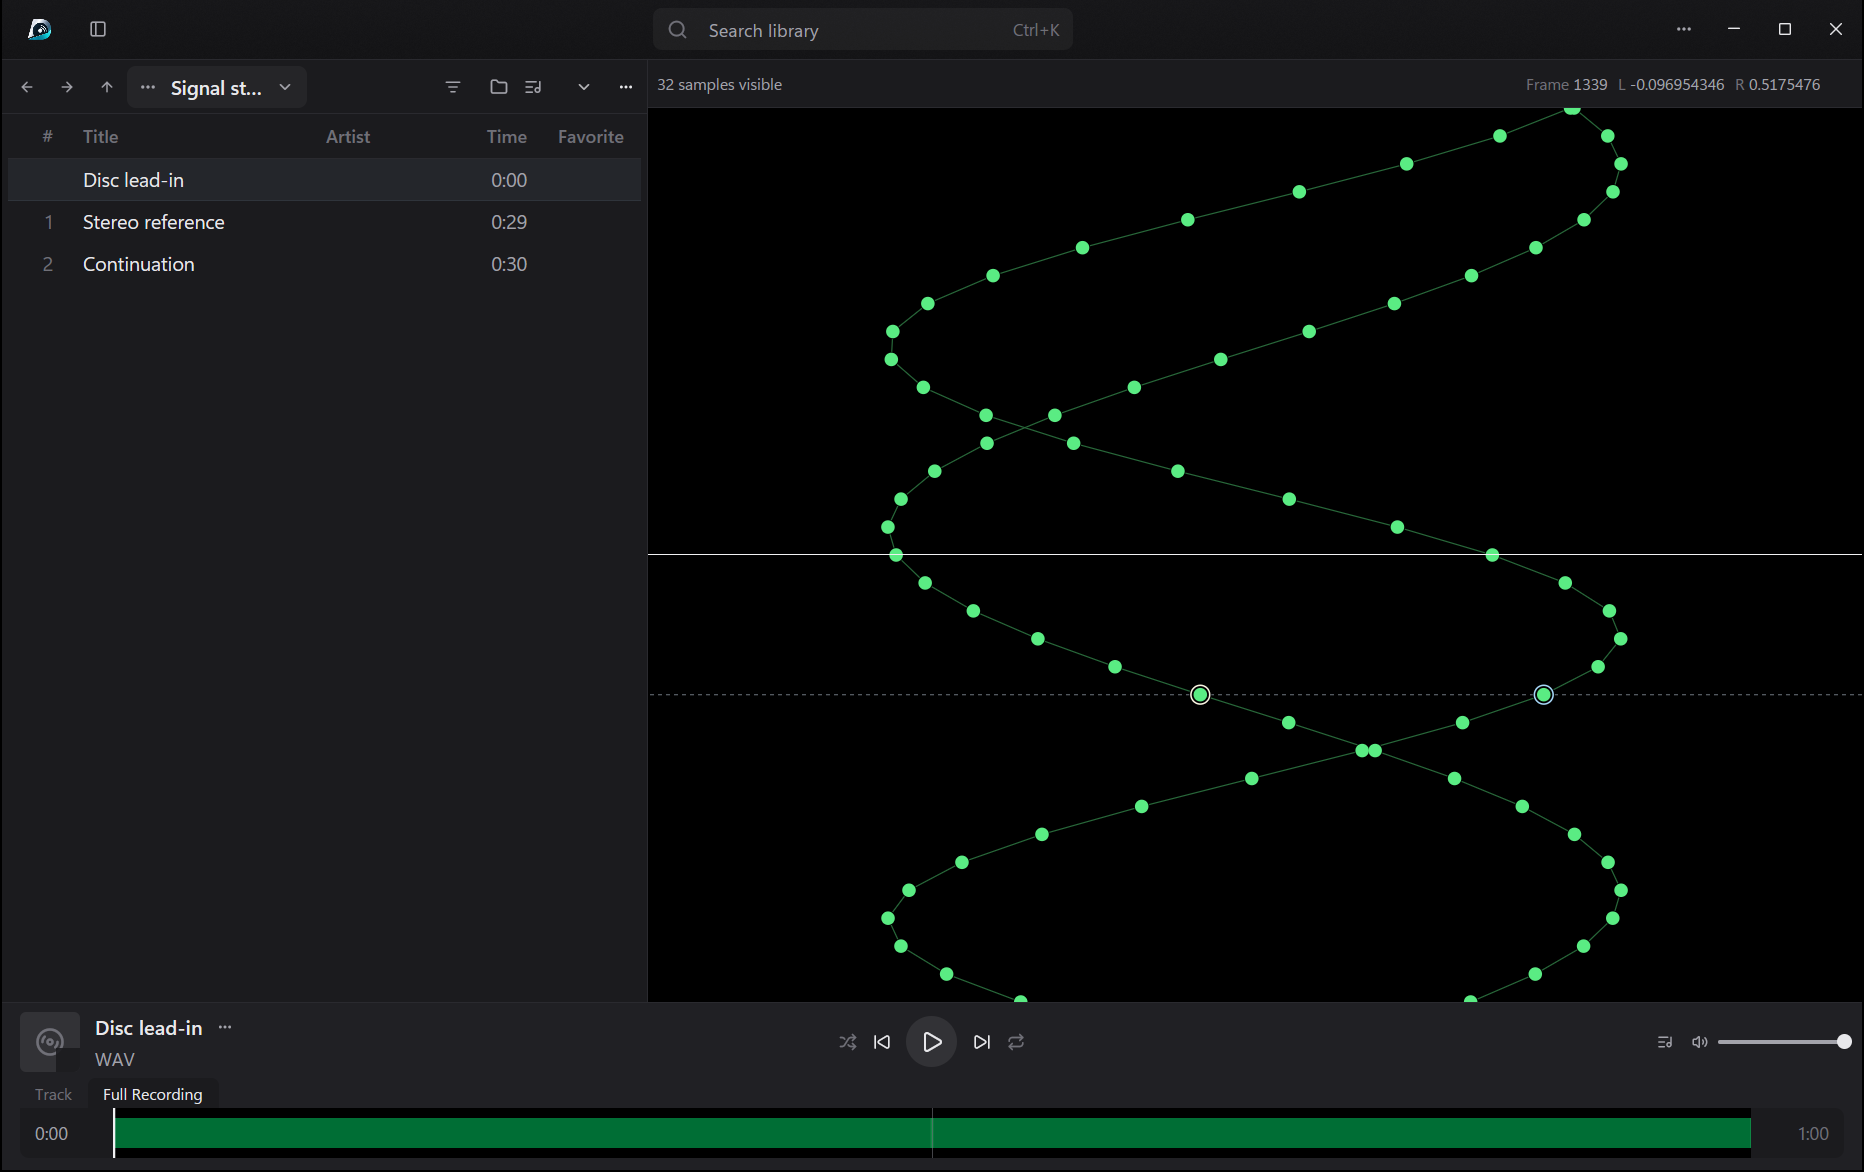 Search library Ctrl+K
Signal st...
32 samples visible
Frame 1339 L -0.096954346 R 0.5175476
# Title Artist Time Favorite
Disc lead-in 0:00
1 Stereo reference 0:29
2 Continuation 0:30
Disc lead-in
WAV
Track Full Recording
0:00
1:00